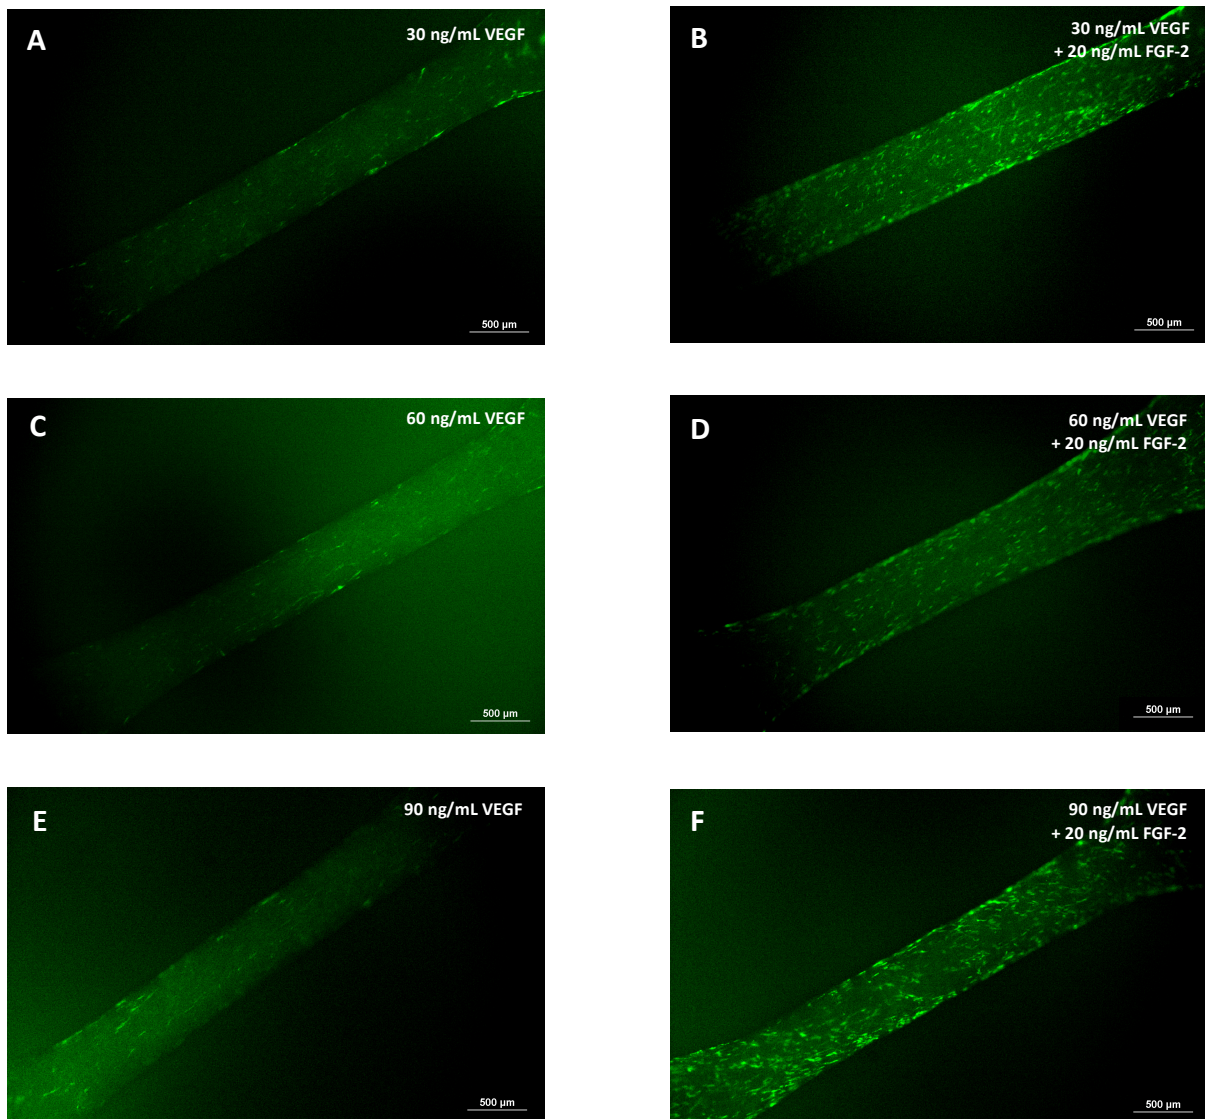 A
30 ng/mL VEGF
500 µm
B
30 ng/mL VEGF
+ 20 ng/mL FGF-2
500 µm
C
60 ng/mL VEGF
500 µm
D
60 ng/mL VEGF
+ 20 ng/mL FGF-2
500 µm
E
90 ng/mL VEGF
500 µm
F
90 ng/mL VEGF
+ 20 ng/mL FGF-2
500 µm